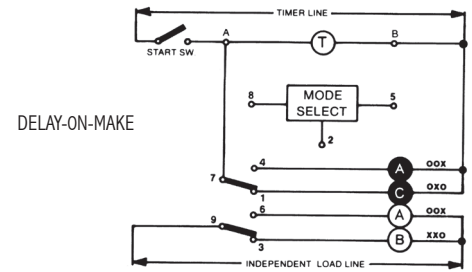 TIMER LINE
A
B
T
START SW
8
MODE
SELECT
5
2
DELAY-ON-MAKE
4
A
OOX
7
1
C
OXO
6
A
OOX
9
3
B
XXO
INDEPENDENT LOAD LINE